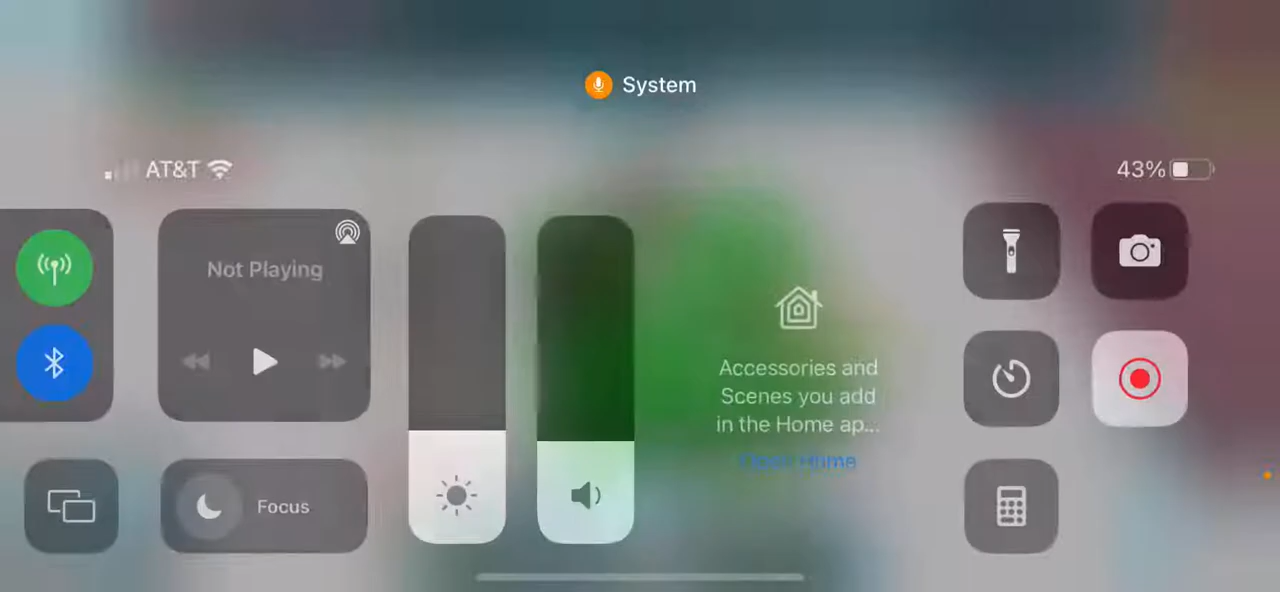 System
AT&T
43%
Not Playing
Accessories and
Scenes you add
in the Home ap...
Open Home
Focus